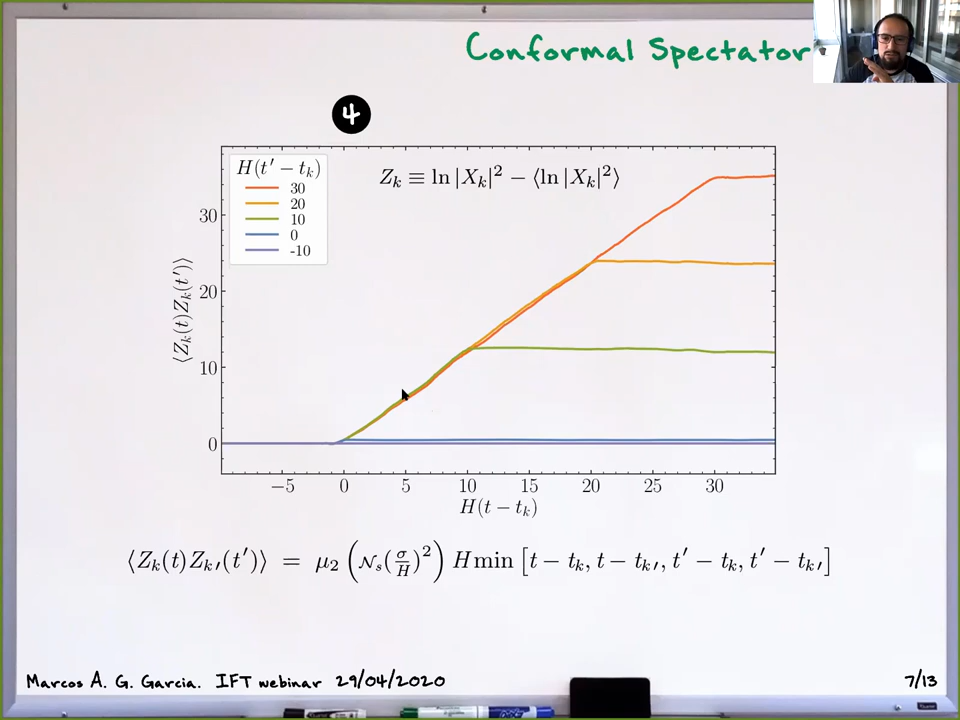 Conformal Spectator
4
H(t′ − t_k)
30
20
10
0
-10
Z_k ≡ ln |X_k|² − ⟨ln |X_k|²⟩
⟨Z_k(t)Z_k(t′)⟩
30
20
10
0
−5 0 5 10 15 20 25 30
H(t − t_k)
⟨Z_k(t)Z_k′(t′)⟩ = μ₂ (𝒩_s(σ/H)²) H min [t − t_k, t − t_k′, t′ − t_k, t′ − t_k′]
Marcos A. G. Garcia. IFT webinar 29/04/2020
7/13